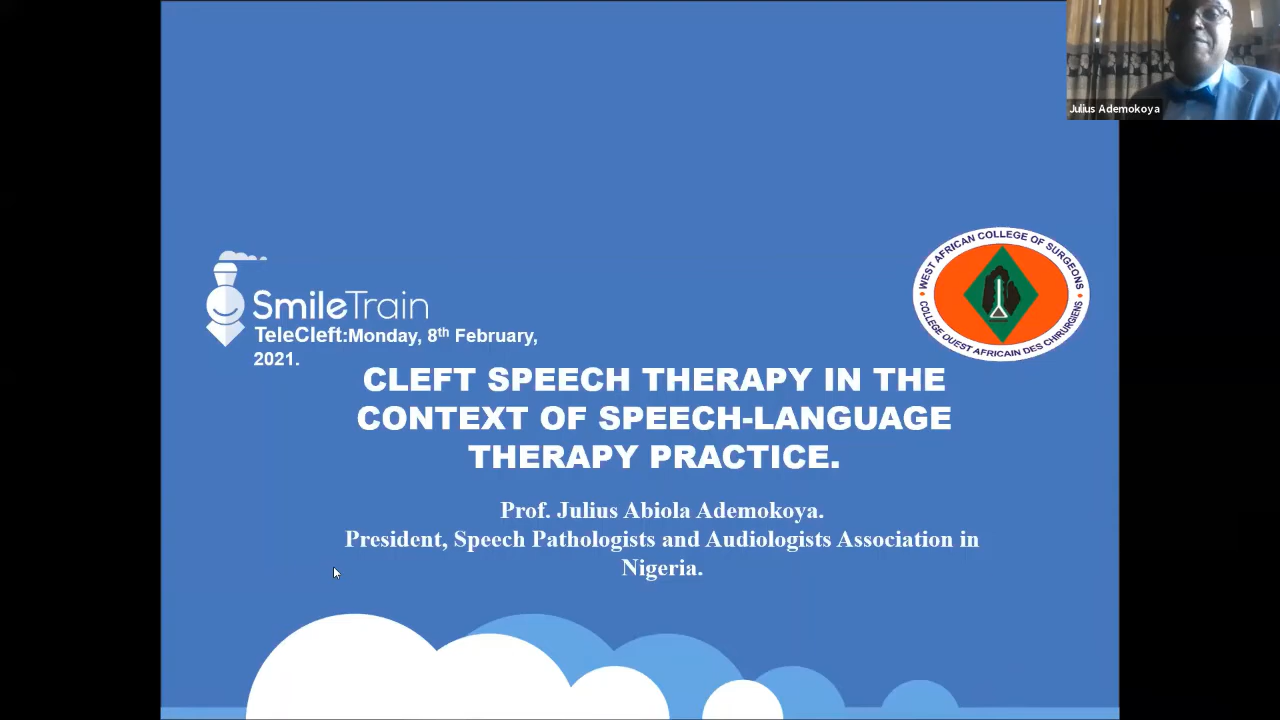 Julius Ademokoya
WEST AFRICAN COLLEGE OF SURGEONS
COLLEGE OUEST AFRICAIN DES CHIRURGIENS
SmileTrain
TeleCleft:Monday, 8th February,
2021.
CLEFT SPEECH THERAPY IN THE
CONTEXT OF SPEECH-LANGUAGE
THERAPY PRACTICE.
Prof. Julius Abiola Ademokoya.
President, Speech Pathologists and Audiologists Association in
Nigeria.